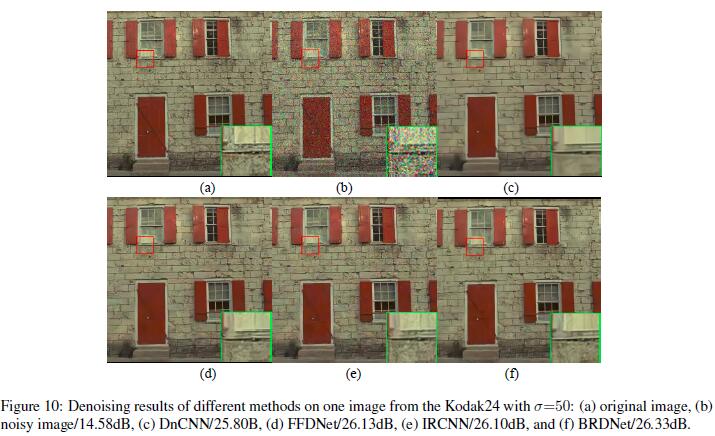 (a)
(b)
(c)
(d)
(e)
(f)
Figure 10: Denoising results of different methods on one image from the Kodak24 with σ=50: (a) original image, (b)
noisy image/14.58dB, (c) DnCNN/25.80B, (d) FFDNet/26.13dB, (e) IRCNN/26.10dB, and (f) BRDNet/26.33dB.